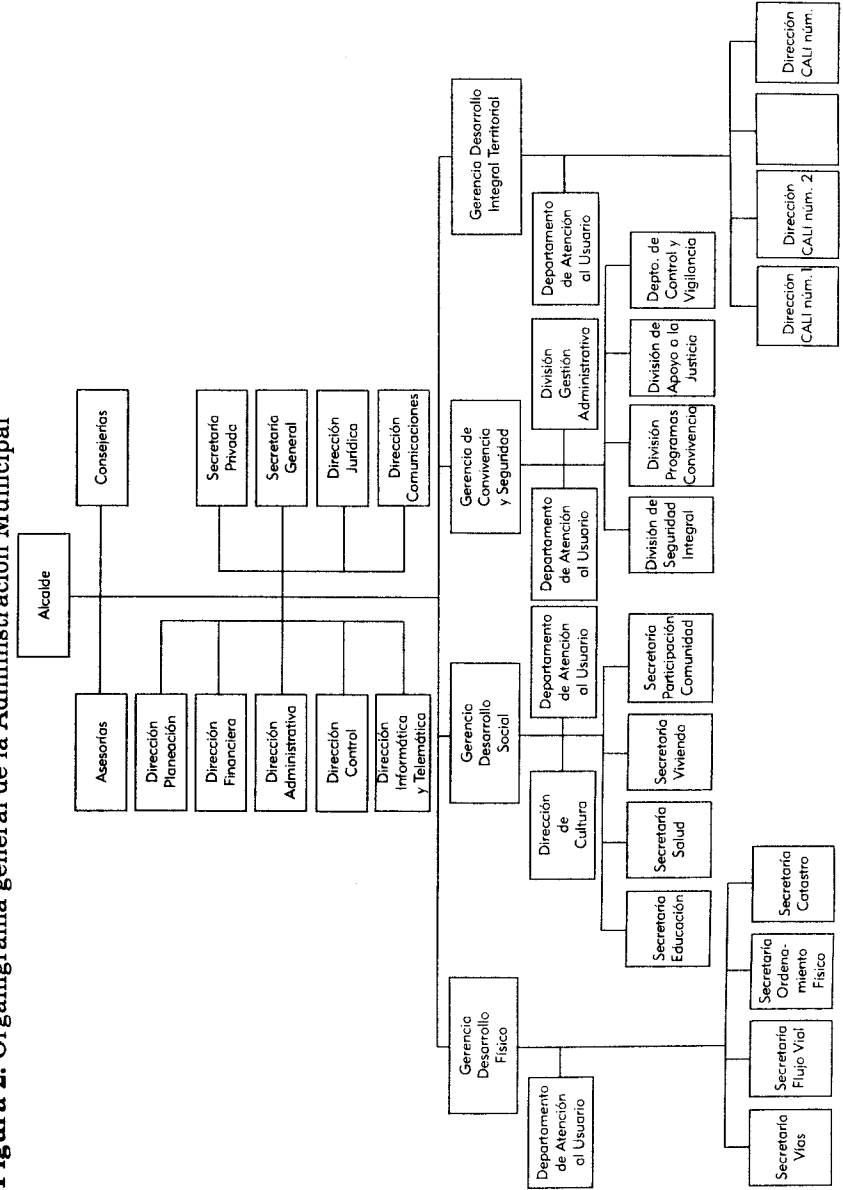 Figura 2. Organigrama general de la Administración Municipal
Alcalde
Asesorías
Consejerías
Dirección
Planeación
Dirección
Financiera
Dirección
Administrativa
Dirección
Control
Dirección
Informática
y Telemática
Secretaría
Privada
Secretaría
General
Dirección
Jurídica
Dirección
Comunicaciones
Gerencia
Desarrollo
Físico
Gerencia
Desarrollo
Social
Gerencia de
Convivencia
y Seguridad
Gerencia Desarrollo
Integral Territorial
Departamento
de Atención
al Usuario
Dirección
de
Cultura
Departamento
de Atención
al Usuario
Departamento
de Atención
al Usuario
División
Gestión
Administrativa
Departamento
de Atención
al Usuario
Secretaría
Educación
Secretaría
Salud
Secretaría
Vivienda
Secretaría
Participación
Comunidad
División de
Seguridad
Integral
División
Programas
Convivencia
División de
Apoyo a la
Justicia
Depto. de
Control y
Vigilancia
Secretaría
Vías
Secretaría
Flujo Vial
Secretaría
Ordena-
miento
Físico
Secretaría
Catastro
Dirección
CALI núm. 1
Dirección
CALI núm. 2
Dirección
CALI núm.